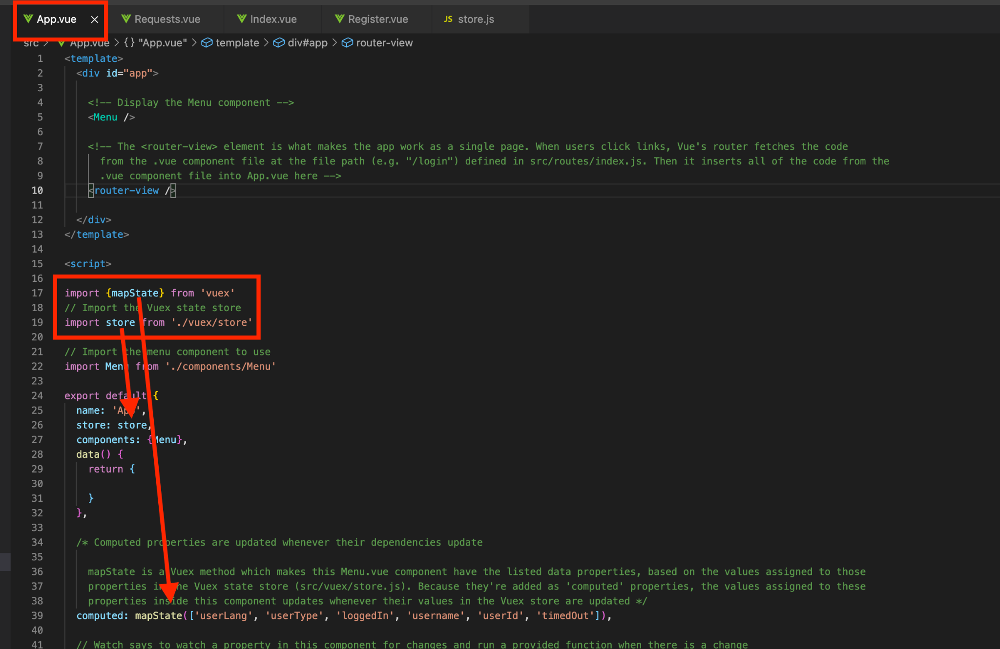 App.vue
Requests.vue
Index.vue
Register.vue
JS store.js
src > App.vue > {} "App.vue" > template > div#app > router-view
1 <template>
2 <div id="app">
3
4 <!-- Display the Menu component -->
5 <Menu />
6
7 <!-- The <router-view> element is what makes the app work as a single page. When users click links, Vue's router fetches the code
8 from the .vue component file at the file path (e.g. "/login") defined in src/routes/index.js. Then it inserts all of the code from the
9 .vue component file into App.vue here -->
10 <router-view />
11
12 </div>
13 </template>
14
15 <script>
16
17 import {mapState} from 'vuex'
18 // Import the Vuex state store
19 import store from './vuex/store'
20
21 // Import the menu component to use
22 import Menu from './components/Menu'
23
24 export default {
25 name: 'App',
26 store: store,
27 components: {Menu},
28 data() {
29 return {
30
31 }
32 },
33
34 /* Computed properties are updated whenever their dependencies update
35
36 mapState is a Vuex method which makes this Menu.vue component have the listed data properties, based on the values assigned to those
37 properties in the Vuex state store (src/vuex/store.js). Because they're added as 'computed' properties, the values assigned to these
38 properties inside this component updates whenever their values in the Vuex store are updated */
39 computed: mapState(['userLang', 'userType', 'loggedIn', 'username', 'userId', 'timedOut']),
40
41 // Watch says to watch a property in this component for changes and run a provided function when there is a change